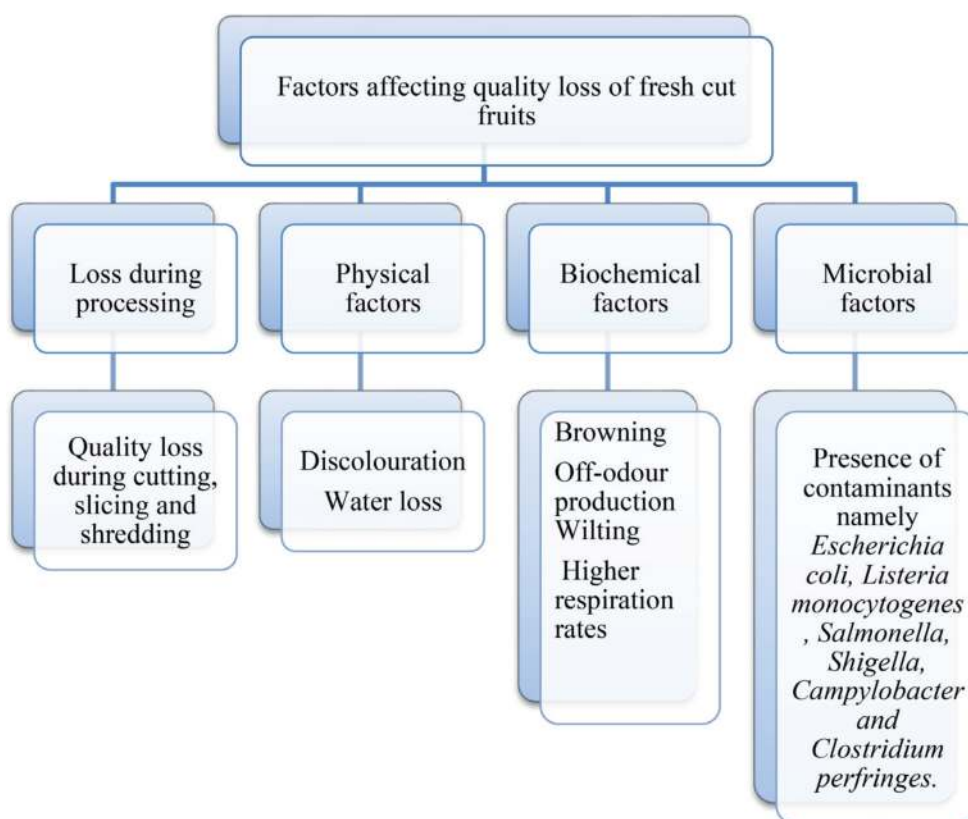 Factors affecting quality loss of fresh cut
fruits
Loss during
processing
Physical
factors
Biochemical
factors
Microbial
factors
Quality loss
during cutting,
slicing and
shredding
Discolouration
Water loss
Browning
Off-odour
production
Wilting
Higher
respiration
rates
Presence of
contaminants
namely
Escherichia
coli, Listeria
monocytogenes
, Salmonella,
Shigella,
Campylobacter
and
Clostridium
perfringes.